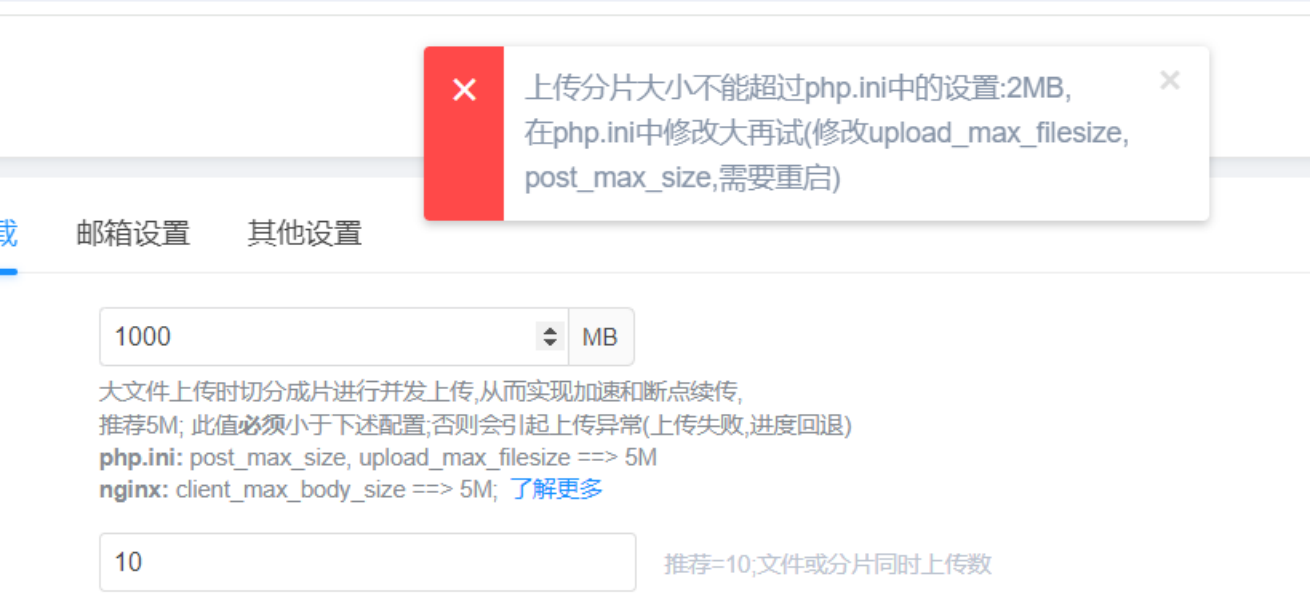 上传分片大小不能超过php.ini中的设置:2MB,
在php.ini中修改大再试(修改upload_max_filesize,
post_max_size,需要重启)
载 邮箱设置 其他设置
1000 MB
大文件上传时切分成片进行并发上传,从而实现加速和断点续传,
推荐5M; 此值必须小于下述配置;否则会引起上传异常(上传失败,进度回退)
php.ini: post_max_size, upload_max_filesize ==> 5M
nginx: client_max_body_size ==> 5M; 了解更多
10 推荐=10;文件或分片同时上传数